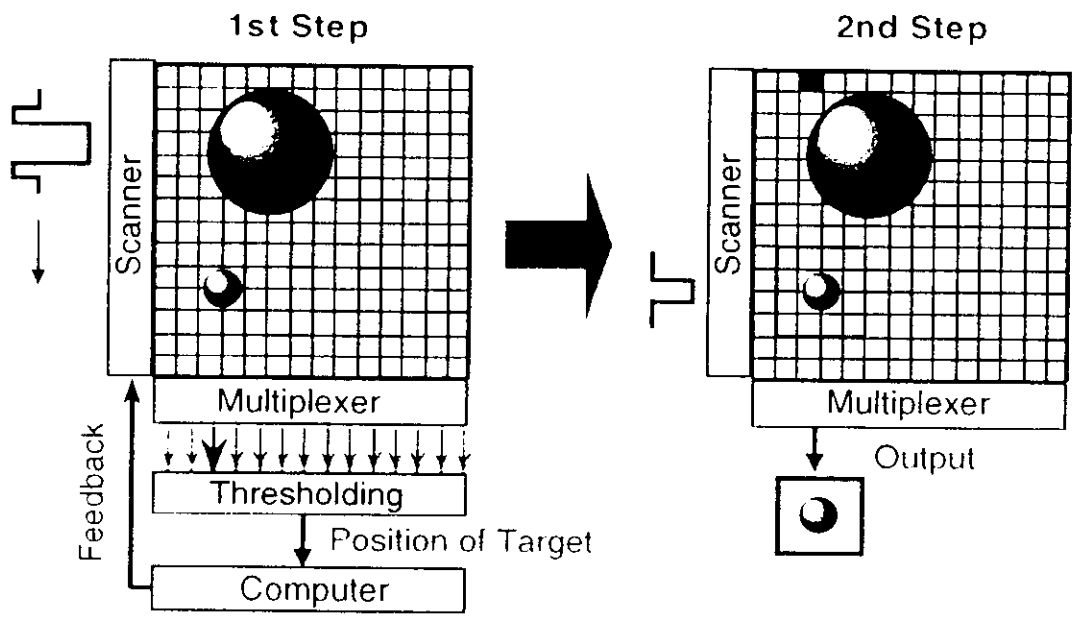 1st Step
2nd Step
Scanner
Multiplexer
Thresholding
Position of Target
Computer
Feedback
Scanner
Multiplexer
Output